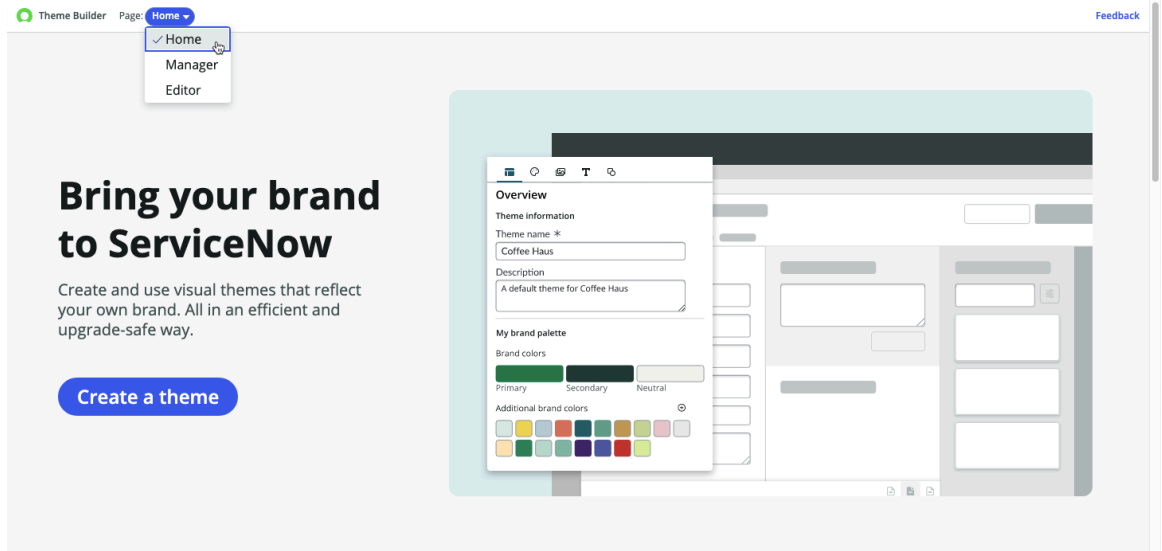 Theme Builder Page: Home Feedback
Home
Manager
Editor
Bring your brand
to ServiceNow
Create and use visual themes that reflect
your own brand. All in an efficient and
upgrade-safe way.
Create a theme
Overview
Theme information
Theme name *
Coffee Haus
Description
A default theme for Coffee Haus
My brand palette
Brand colors
Primary Secondary Neutral
Additional brand colors